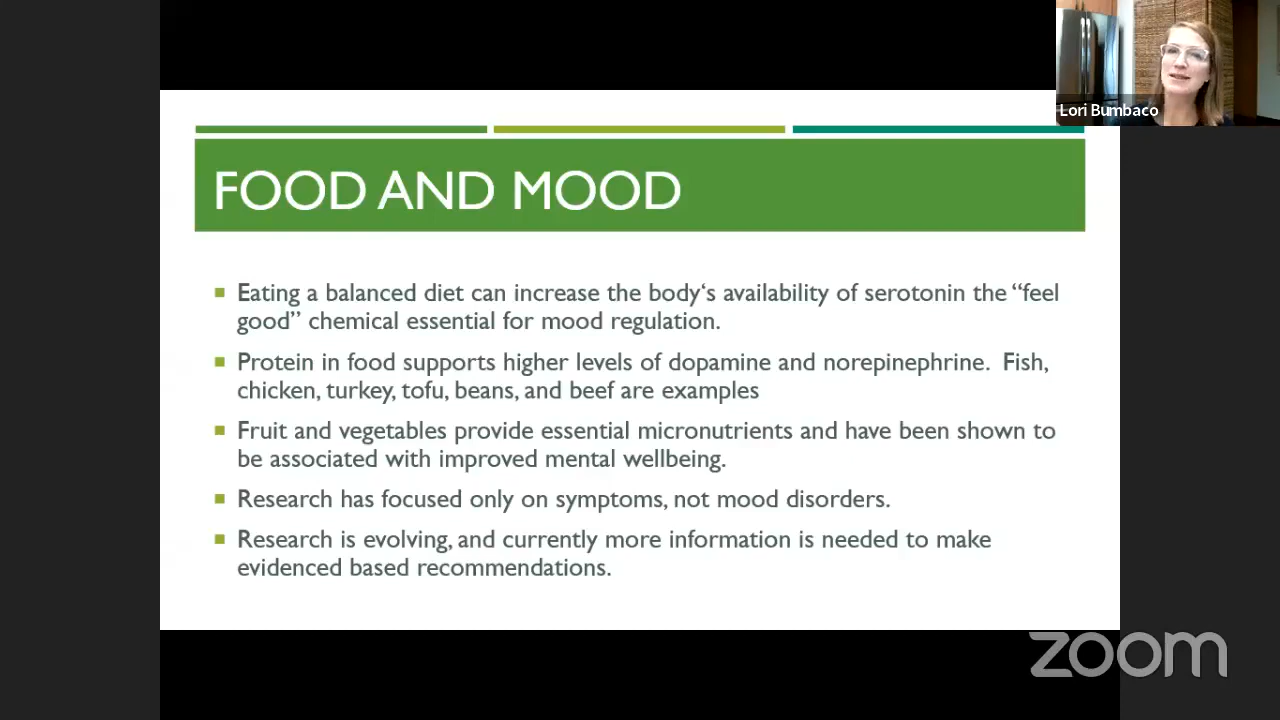 Lori Bumbaco
FOOD AND MOOD
Eating a balanced diet can increase the body‘s availability of serotonin the “feel
good” chemical essential for mood regulation.
Protein in food supports higher levels of dopamine and norepinephrine. Fish,
chicken, turkey, tofu, beans, and beef are examples
Fruit and vegetables provide essential micronutrients and have been shown to
be associated with improved mental wellbeing.
Research has focused only on symptoms, not mood disorders.
Research is evolving, and currently more information is needed to make
evidenced based recommendations.
zoom